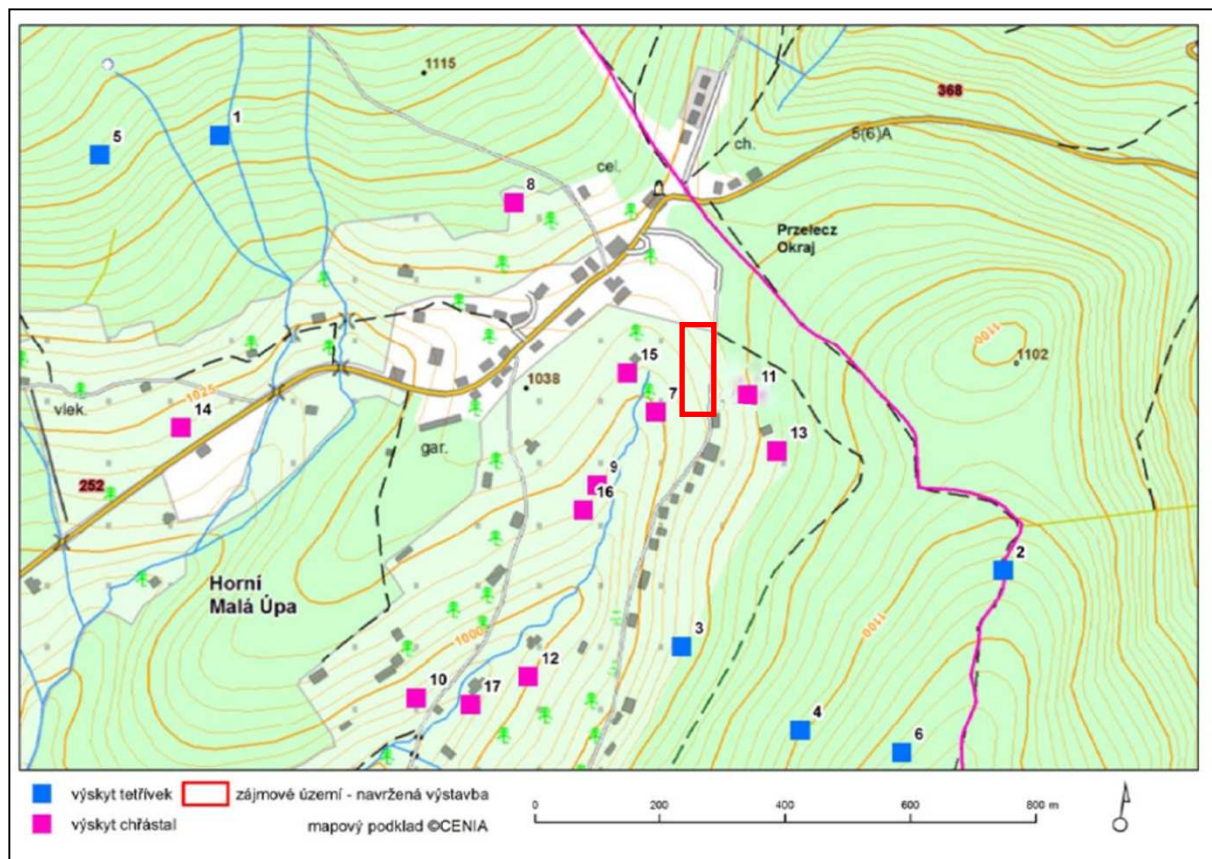 1115
368
5
1
5(6)A
ch.
cel.
8
Przelecz
Okraj
1100
1102
15
11
1038
1025
7
vlek.
14
13
gar.
9
252
16
2
Horní
Malá Úpa
1000
3
1100
12
10
17
4
6
výskyt tetřívek
zájmové území - navržená výstavba
výskyt chřástal
mapový podklad ©CENIA
0 200 400 600 800 m